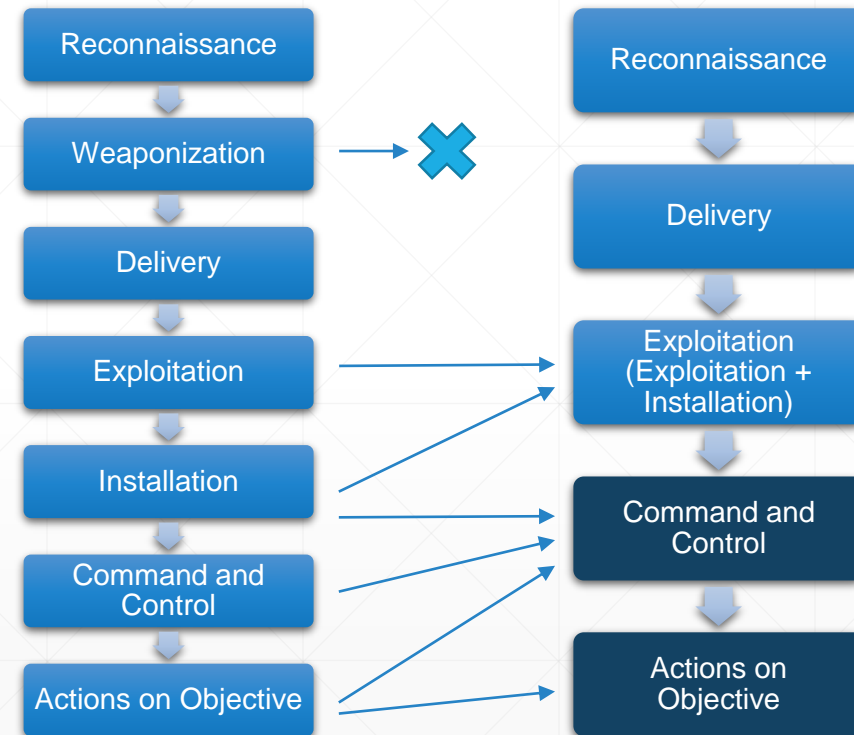 Reconnaissance
Weaponization
Delivery
Exploitation
Installation
Command and
Control
Actions on Objective
Reconnaissance
Delivery
Exploitation
(Exploitation +
Installation)
Command and
Control
Actions on
Objective